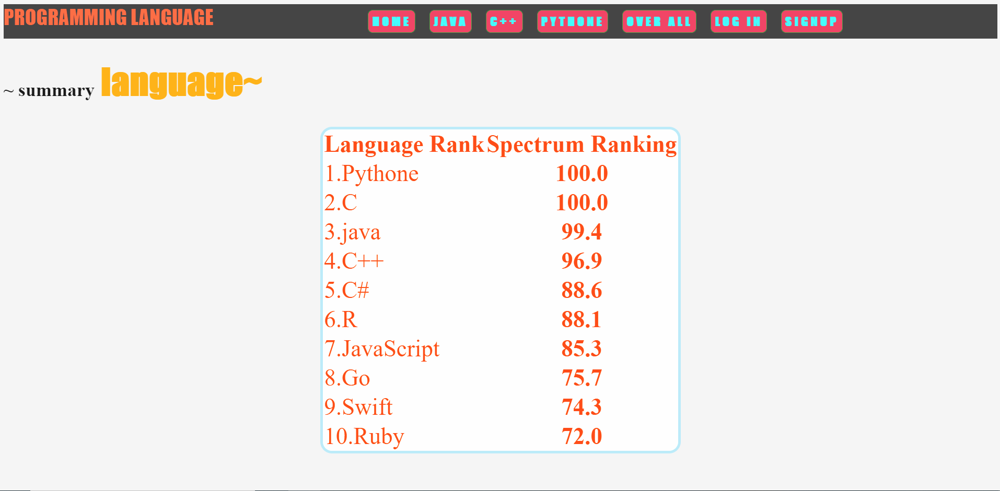 PROGRAMMING LANGUAGE HOME JAVA C++ PYTHONE OVER ALL LOG IN SIGNUP
~ summary language~
Language Rank Spectrum Ranking
1.Pythone 100.0
2.C 100.0
3.java 99.4
4.C++ 96.9
5.C# 88.6
6.R 88.1
7.JavaScript 85.3
8.Go 75.7
9.Swift 74.3
10.Ruby 72.0